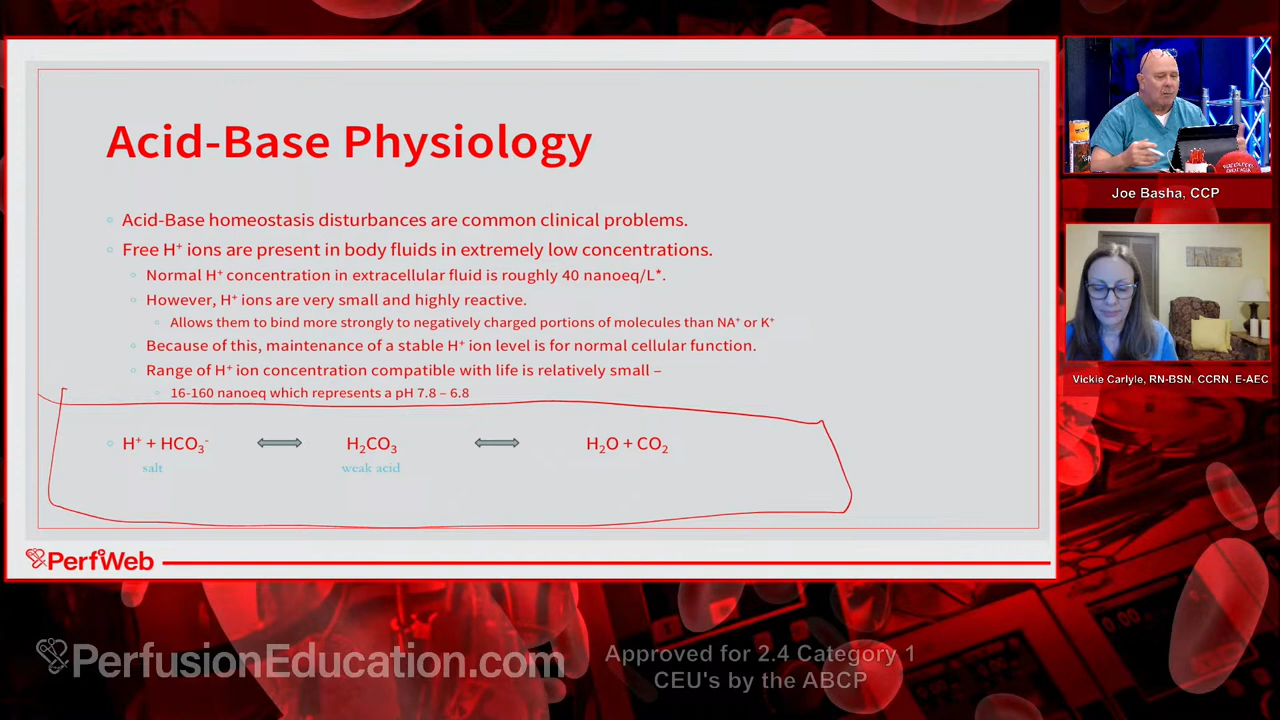 Acid-Base Physiology
Acid-Base homeostasis disturbances are common clinical problems.
Free H⁺ ions are present in body fluids in extremely low concentrations.
Normal H⁺ concentration in extracellular fluid is roughly 40 nanoeq/L*.
However, H⁺ ions are very small and highly reactive.
Allows them to bind more strongly to negatively charged portions of molecules than NA⁺ or K⁺
Because of this, maintenance of a stable H⁺ ion level is for normal cellular function.
Range of H⁺ ion concentration compatible with life is relatively small –
16-160 nanoeq which represents a pH 7.8 – 6.8
H⁺ + HCO₃⁻ H₂CO₃ H₂O + CO₂
salt weak acid
PerfWeb
Joe Basha, CCP
Vickie Carlyle, RN-BSN, CCRN, E-AEC
PerfusionEducation.com
Approved for 2.4 Category 1
CEU's by the ABCP